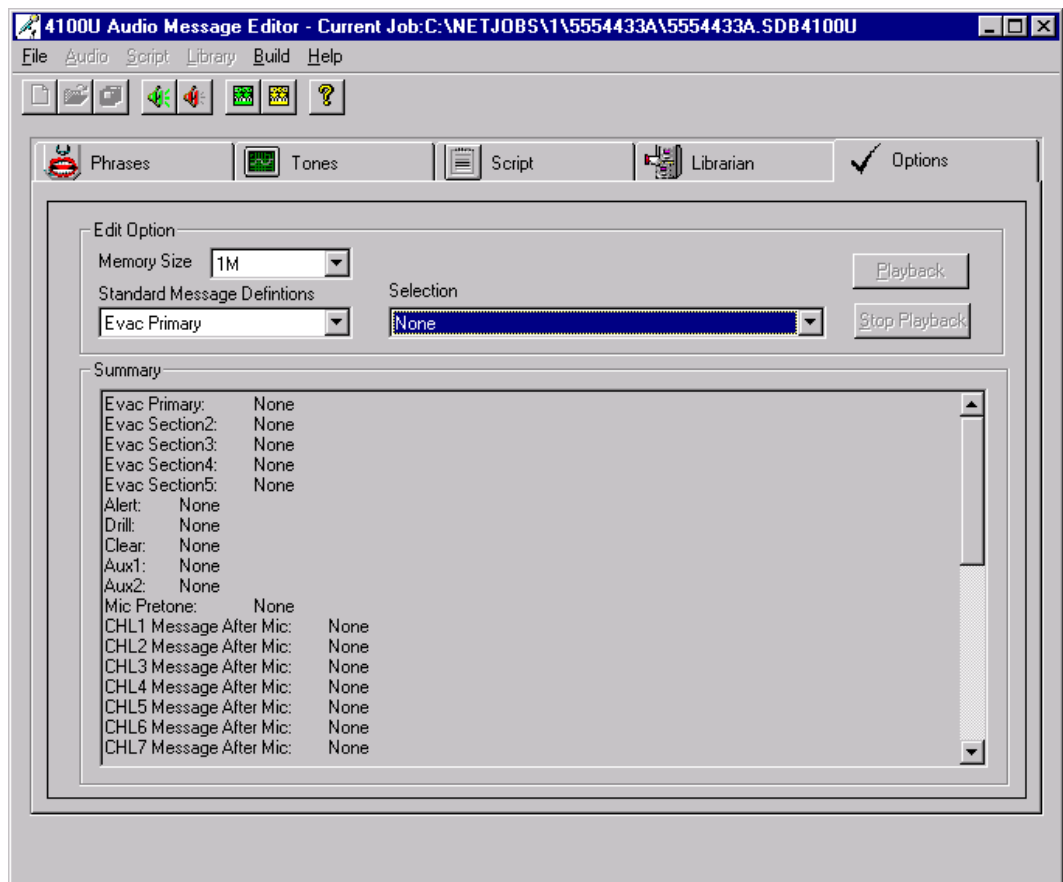 4100U Audio Message Editor - Current Job:C:\NETJOBS\1\5554433A\5554433A.SDB4100U
File Audio Script Library Build Help
Phrases Tones Script Librarian Options
Edit Option
Memory Size 1M
Playback
Standard Message Defintions Selection
Evac Primary None Stop Playback
Summary
Evac Primary: None
Evac Section2: None
Evac Section3: None
Evac Section4: None
Evac Section5: None
Alert: None
Drill: None
Clear: None
Aux1: None
Aux2: None
Mic Pretone: None
CHL1 Message After Mic: None
CHL2 Message After Mic: None
CHL3 Message After Mic: None
CHL4 Message After Mic: None
CHL5 Message After Mic: None
CHL6 Message After Mic: None
CHL7 Message After Mic: None